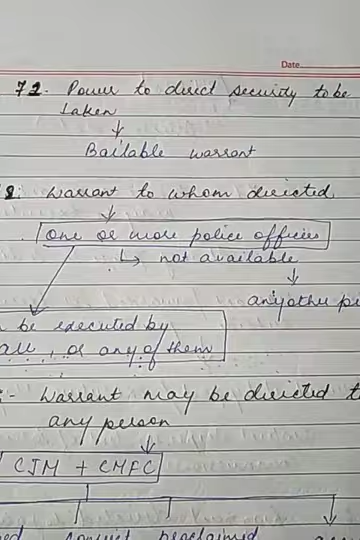 Date
72. Power to direct security to be
taken
Bailable warrant
warrant to whom directed
one or more police officers
not available
any other pe
be executed by
all, or any of them
:- Warrant may be directed t
any person
CJM + CMFC
convict proclaimed